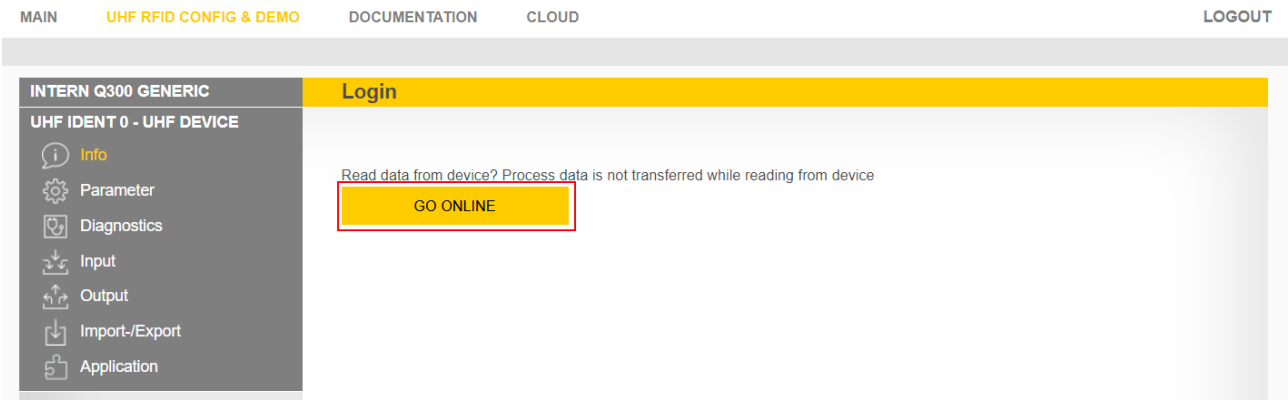 MAIN UHF RFID CONFIG & DEMO DOCUMENTATION CLOUD LOGOUT
INTERN Q300 GENERIC
UHF IDENT 0 - UHF DEVICE
Info
Parameter
Diagnostics
Input
Output
Import-/Export
Application
Login
Read data from device? Process data is not transferred while reading from device
GO ONLINE